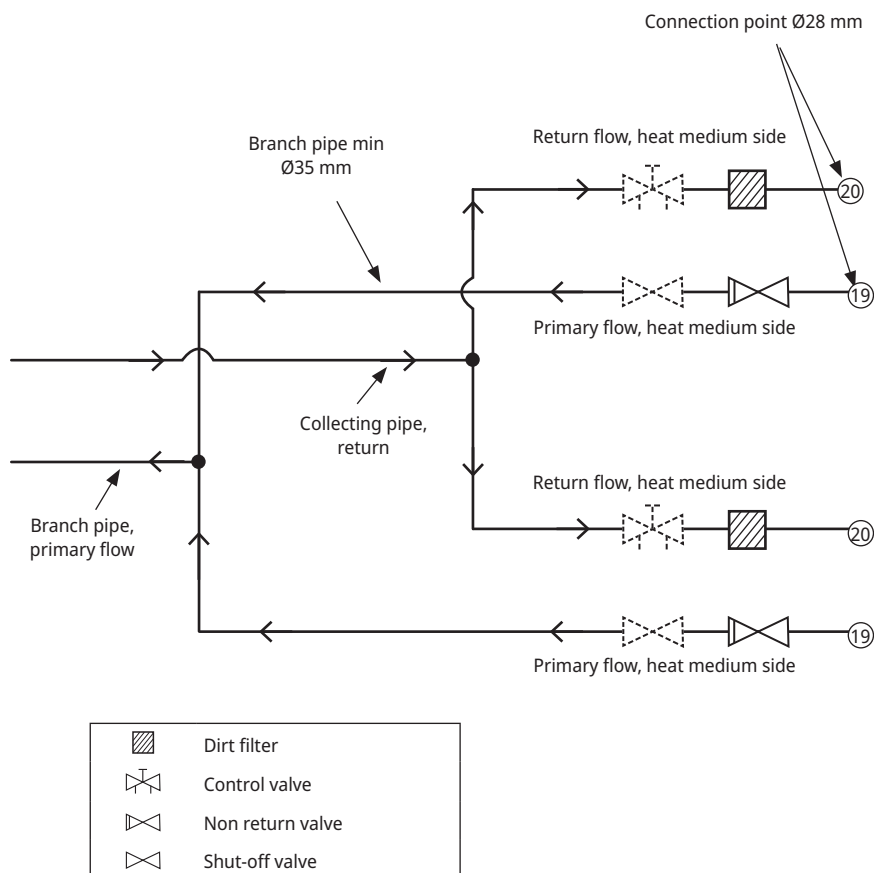 Connection point Ø28 mm
Return flow, heat medium side
Branch pipe min
Ø35 mm
20
19
Primary flow, heat medium side
Collecting pipe,
return
Return flow, heat medium side
Branch pipe,
primary flow
20
19
Primary flow, heat medium side
Dirt filter
Control valve
Non return valve
Shut-off valve